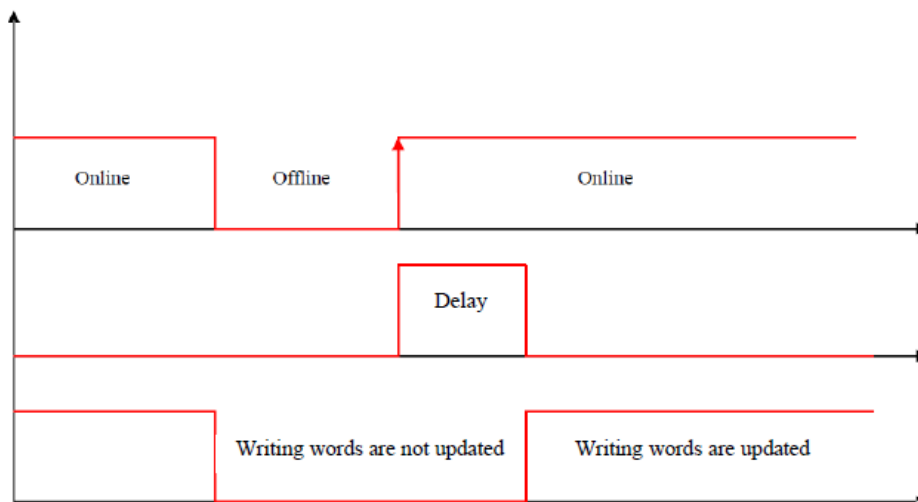 Online
Offline
Online
Delay
Writing words are not updated
Writing words are updated